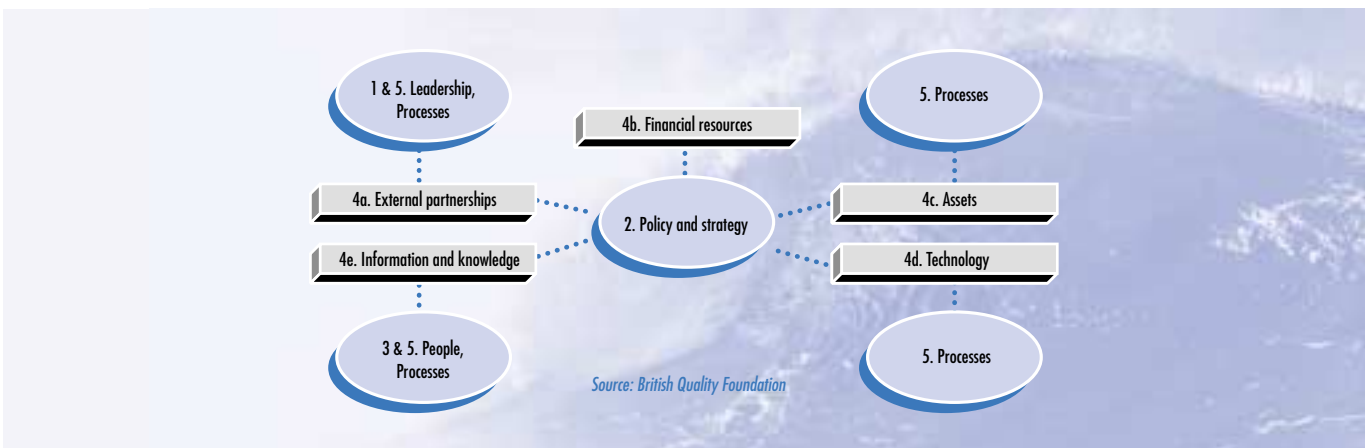 1 & 5. Leadership,
Processes
5. Processes
4b. Financial resources
4a. External partnerships
4c. Assets
2. Policy and strategy
4e. Information and knowledge
4d. Technology
3 & 5. People,
Processes
5. Processes
Source: British Quality Foundation